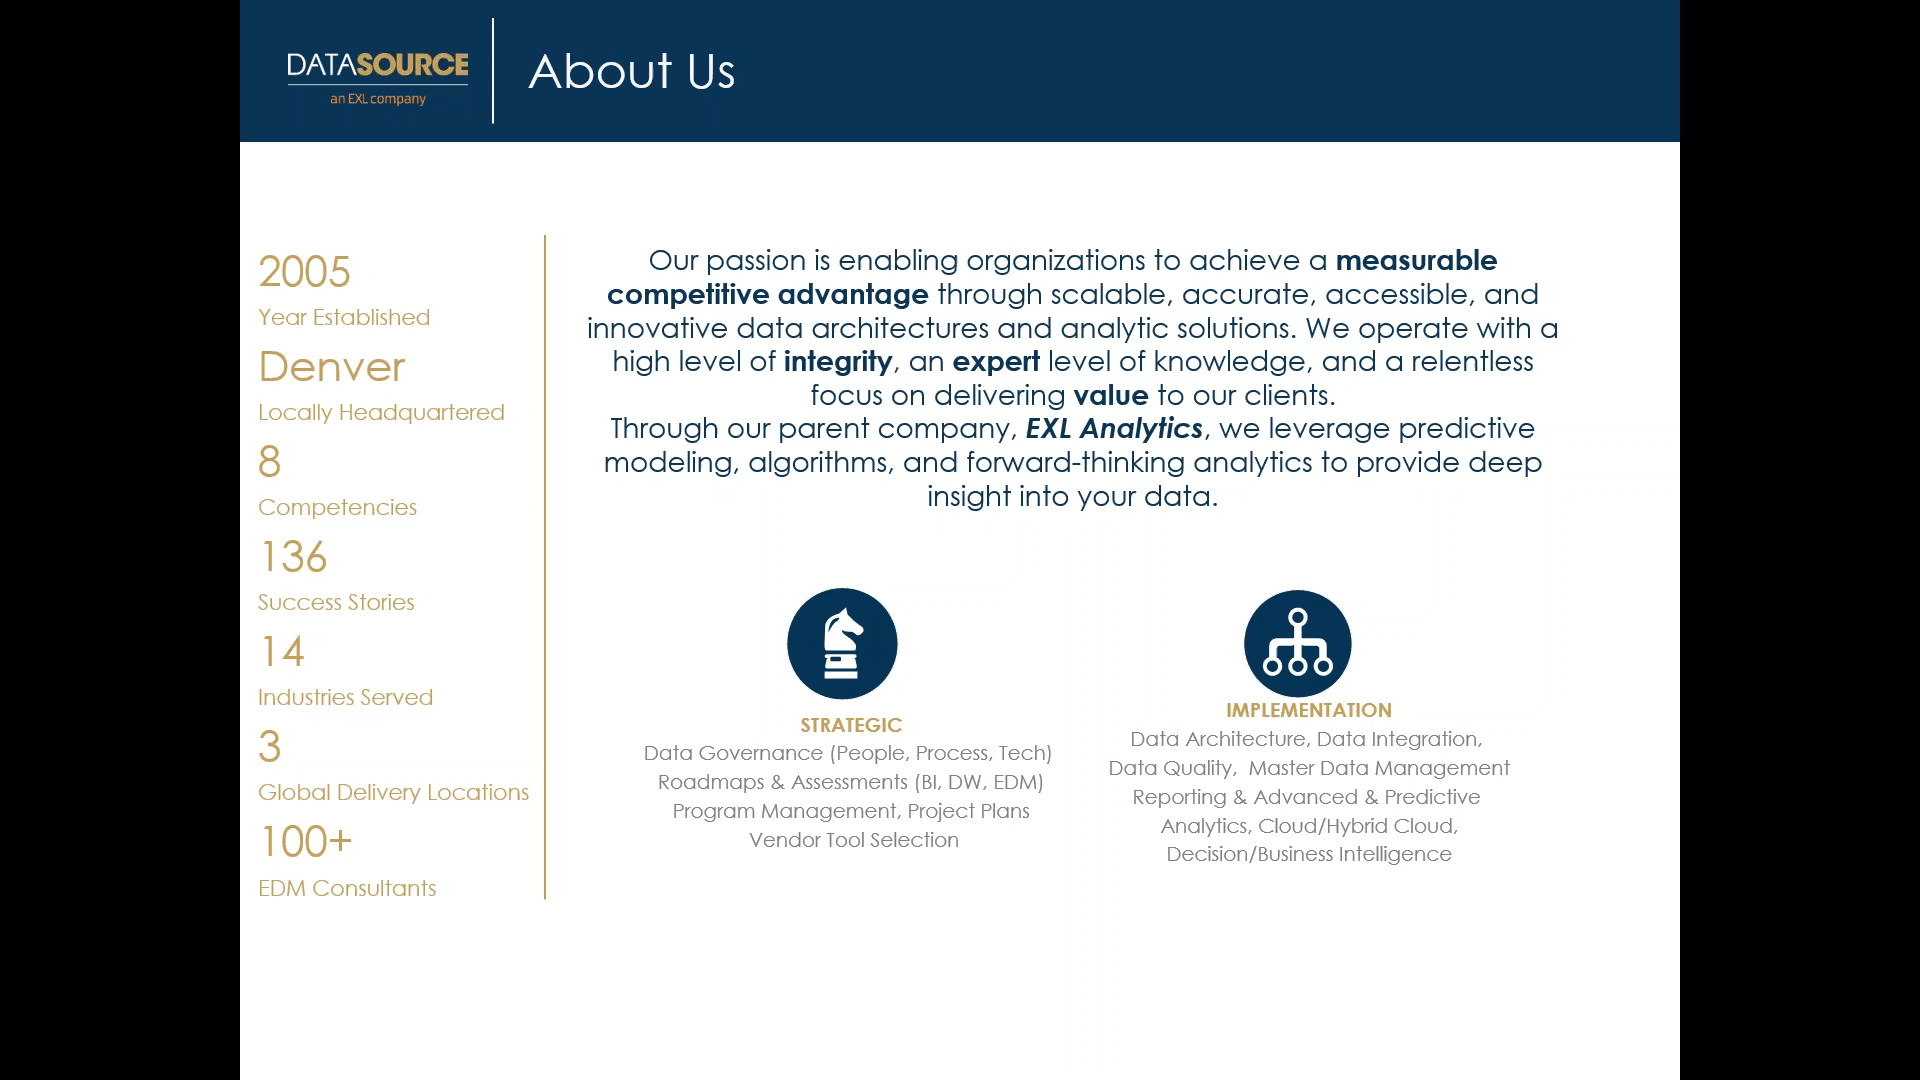 DATASOURCE
an EXL company
About Us
2005
Year Established
Denver
Locally Headquartered
8
Competencies
136
Success Stories
14
Industries Served
3
Global Delivery Locations
100+
EDM Consultants
Our passion is enabling organizations to achieve a measurable
competitive advantage through scalable, accurate, accessible, and
innovative data architectures and analytic solutions. We operate with a
high level of integrity, an expert level of knowledge, and a relentless
focus on delivering value to our clients.
Through our parent company, EXL Analytics, we leverage predictive
modeling, algorithms, and forward-thinking analytics to provide deep
insight into your data.
STRATEGIC
Data Governance (People, Process, Tech)
Roadmaps & Assessments (BI, DW, EDM)
Program Management, Project Plans
Vendor Tool Selection
IMPLEMENTATION
Data Architecture, Data Integration,
Data Quality, Master Data Management
Reporting & Advanced & Predictive
Analytics, Cloud/Hybrid Cloud,
Decision/Business Intelligence